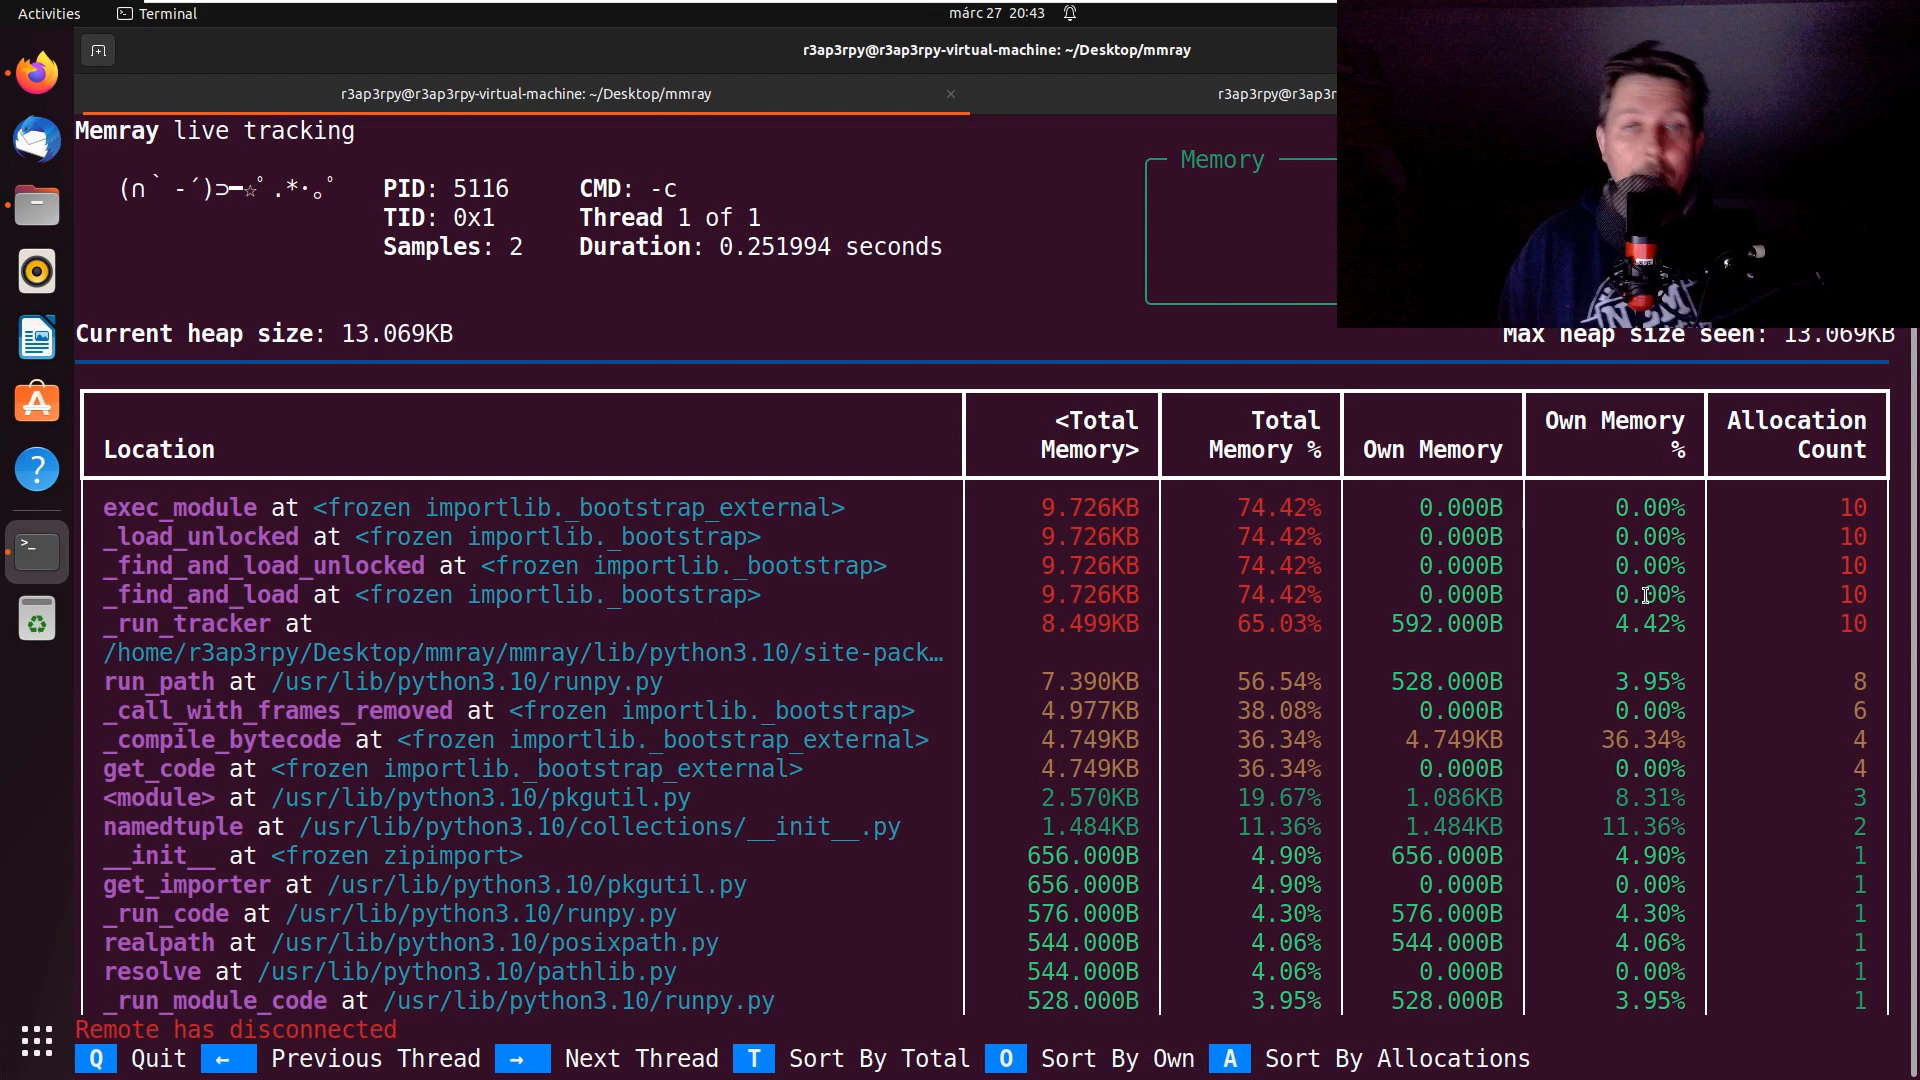 Activities Terminal márc 27 20:43
r3ap3rpy@r3ap3rpy-virtual-machine: ~/Desktop/mmray
r3ap3rpy@r3ap3rpy-virtual-machine: ~/Desktop/mmray × r3ap3rpy@r3ap3r
Memray live tracking
Memory
(∩｀-´)⊃━☆ﾟ.*･｡ﾟ PID: 5116 CMD: -c
TID: 0x1 Thread 1 of 1
Samples: 2 Duration: 0.251994 seconds
Current heap size: 13.069KB Max heap size seen: 13.069KB
Location <Total Memory> Total Memory % Own Memory Own Memory % Allocation Count
exec_module at <frozen importlib._bootstrap_external> 9.726KB 74.42% 0.000B 0.00% 10
_load_unlocked at <frozen importlib._bootstrap> 9.726KB 74.42% 0.000B 0.00% 10
_find_and_load_unlocked at <frozen importlib._bootstrap> 9.726KB 74.42% 0.000B 0.00% 10
_find_and_load at <frozen importlib._bootstrap> 9.726KB 74.42% 0.000B 0.00% 10
_run_tracker at 8.499KB 65.03% 592.000B 4.42% 10
/home/r3ap3rpy/Desktop/mmray/mmray/lib/python3.10/site-pack…
run_path at /usr/lib/python3.10/runpy.py 7.390KB 56.54% 528.000B 3.95% 8
_call_with_frames_removed at <frozen importlib._bootstrap> 4.977KB 38.08% 0.000B 0.00% 6
_compile_bytecode at <frozen importlib._bootstrap_external> 4.749KB 36.34% 4.749KB 36.34% 4
get_code at <frozen importlib._bootstrap_external> 4.749KB 36.34% 0.000B 0.00% 4
<module> at /usr/lib/python3.10/pkgutil.py 2.570KB 19.67% 1.086KB 8.31% 3
namedtuple at /usr/lib/python3.10/collections/__init__.py 1.484KB 11.36% 1.484KB 11.36% 2
__init__ at <frozen zipimport> 656.000B 4.90% 656.000B 4.90% 1
get_importer at /usr/lib/python3.10/pkgutil.py 656.000B 4.90% 0.000B 0.00% 1
_run_code at /usr/lib/python3.10/runpy.py 576.000B 4.30% 576.000B 4.30% 1
realpath at /usr/lib/python3.10/posixpath.py 544.000B 4.06% 544.000B 4.06% 1
resolve at /usr/lib/python3.10/pathlib.py 544.000B 4.06% 0.000B 0.00% 1
_run_module_code at /usr/lib/python3.10/runpy.py 528.000B 3.95% 528.000B 3.95% 1
Remote has disconnected
Q Quit ← Previous Thread → Next Thread T Sort By Total O Sort By Own A Sort By Allocations